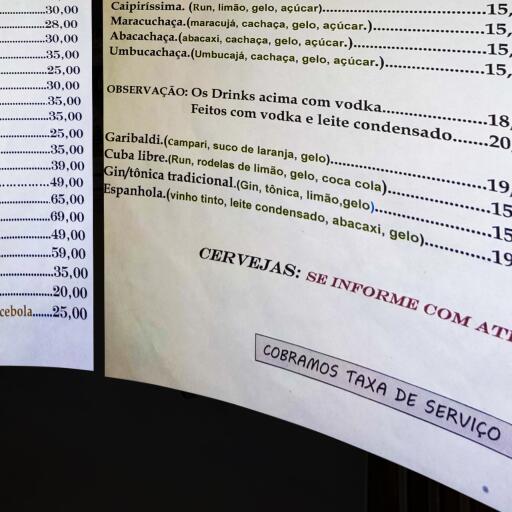 30,00
28,00
30,00
35,00
25,00
30,00
35,00
35,00
25,00
35,00
39,00
49,00
65,00
69,00
49,00
59,00
35,00
20,00
cebola......25,00
Caipiríssima. (Run, limão, gelo, açúcar)..........15,
Maracuchaça.(maracujá, cachaça, gelo, açúcar.)..........15,
Abacachaça.(abacaxi, cachaça, gelo, açúcar.)..........15,
Umbucachaça.(Umbucajá, cachaça, gelo, açúcar.)..........15,
OBSERVAÇÃO: Os Drinks acima com vodka..........18,
Feitos com vodka e leite condensado.......20,
Garibaldi.(campari, suco de laranja, gelo)..........19,
Cuba libre.(Run, rodelas de limão, gelo, coca cola)..........15
Gin/tônica tradicional.(Gin, tônica, limão,gelo)..........15
Espanhola.(vinho tinto, leite condensado, abacaxi, gelo)..........19
CERVEJAS: SE INFORME COM ATE
COBRAMOS TAXA DE SERVIÇO